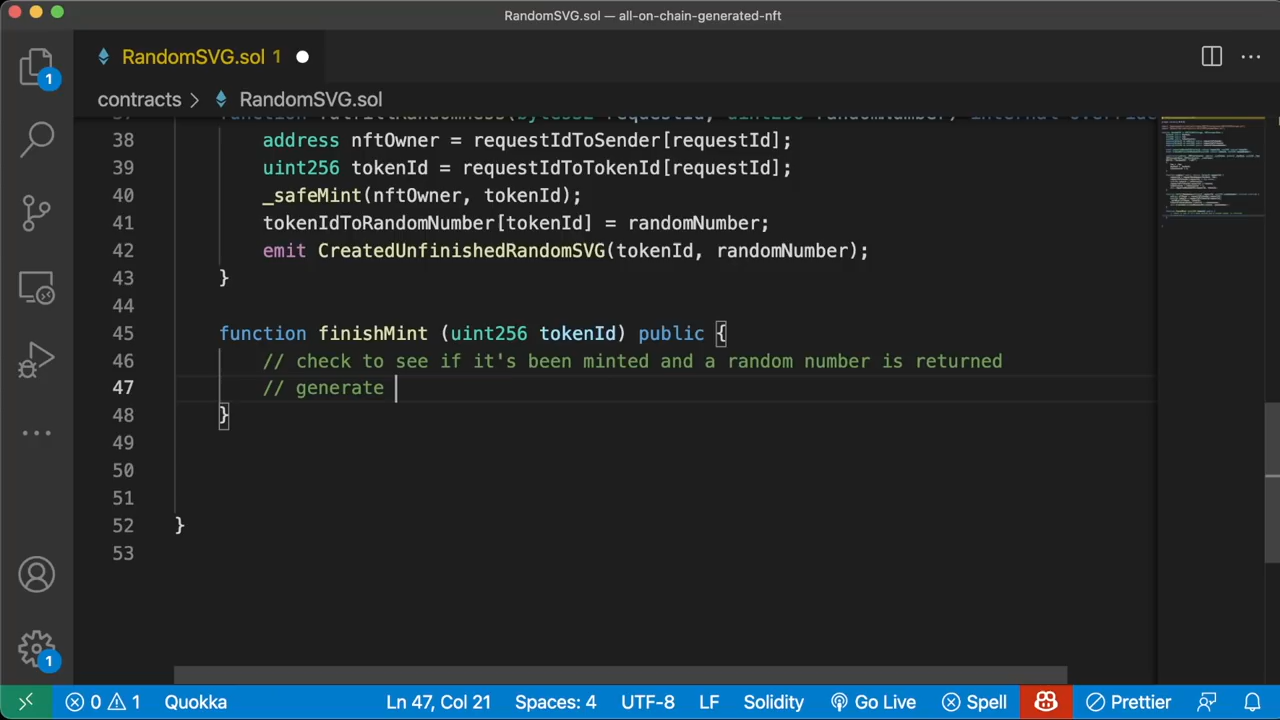 RandomSVG.sol — all-on-chain-generated-nft
1
RandomSVG.sol 1
contracts > RandomSVG.sol
38 address nftOwner = requestIdToSender[requestId];
39 uint256 tokenId = requestIdToTokenId[requestId];
40 _safeMint(nftOwner, tokenId);
41 tokenIdToRandomNumber[tokenId] = randomNumber;
42 emit CreatedUnfinishedRandomSVG(tokenId, randomNumber);
43 }
44
45 function finishMint (uint256 tokenId) public {
46 // check to see if it's been minted and a random number is returned
47 // generate
48 }
49
50
51
52 }
53
1
0 1 Quokka Ln 47, Col 21 Spaces: 4 UTF-8 LF Solidity Go Live Spell Prettier